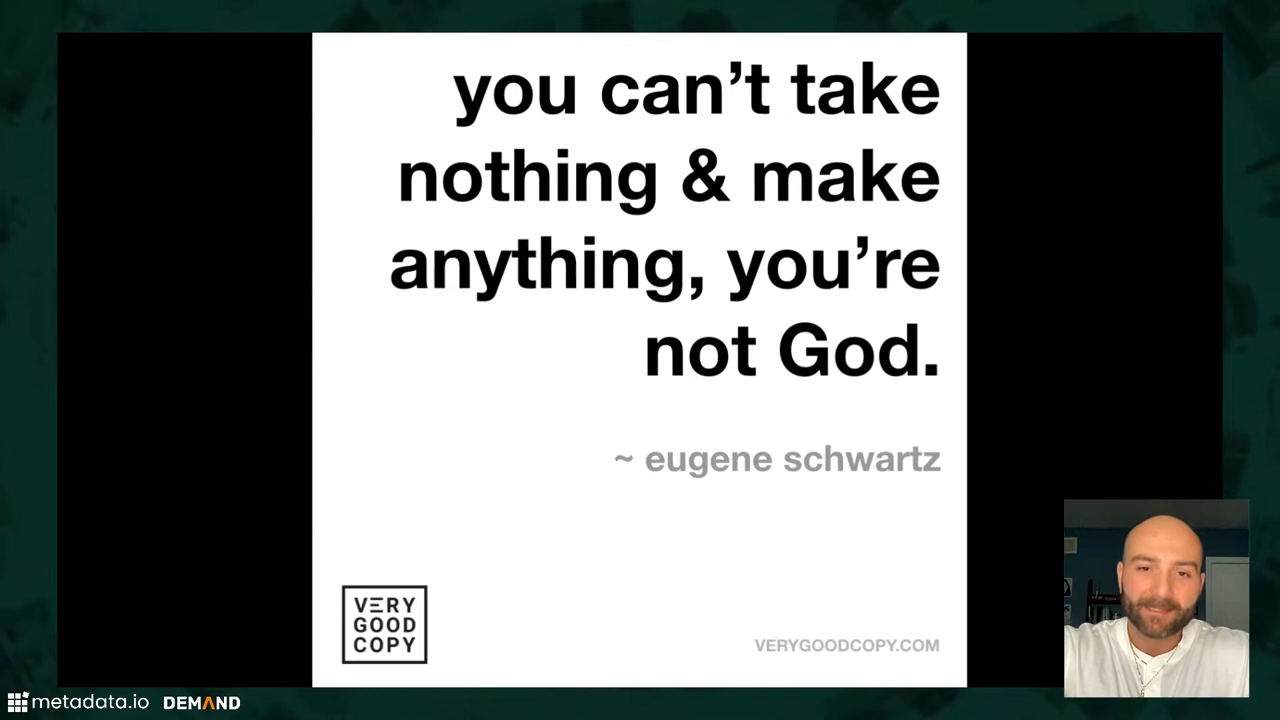 you can’t take
nothing & make
anything, you’re
not God.
~ eugene schwartz
VERY
GOOD
COPY
VERYGOODCOPY.COM
metadata.io DEMAND